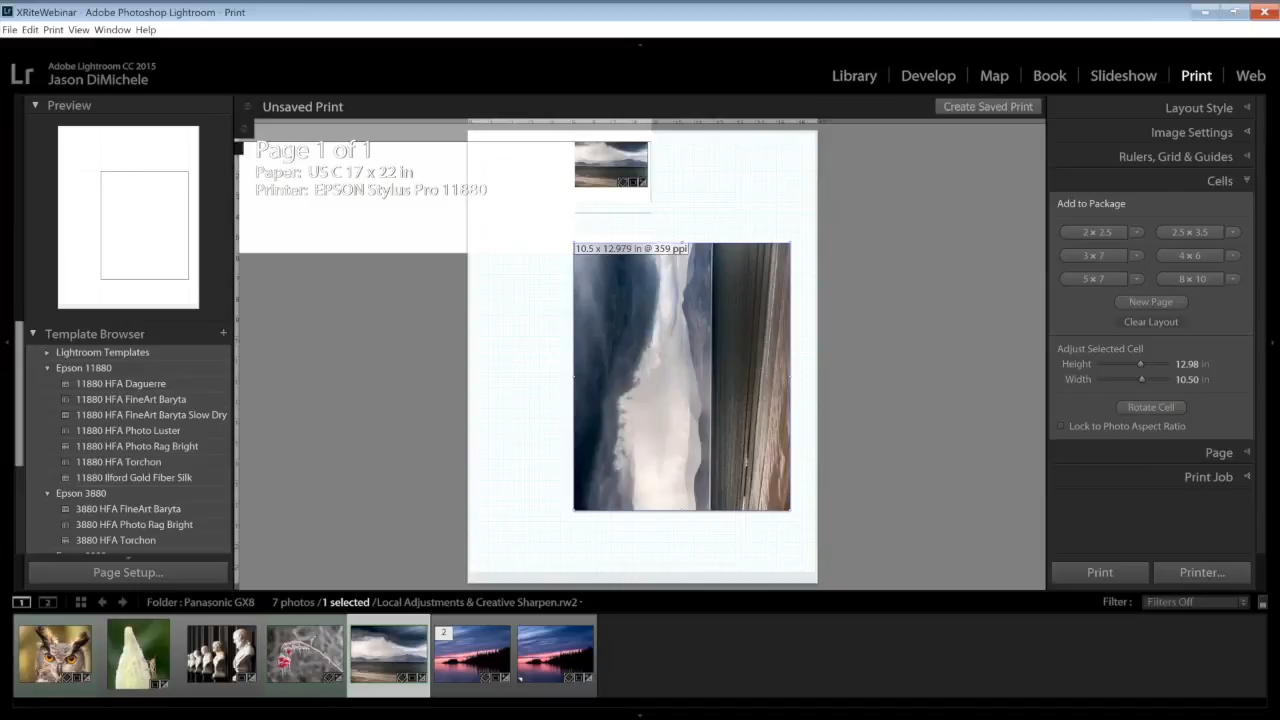 XRiteWebinar - Adobe Photoshop Lightroom - Print
File Edit Print View Window Help
Lr
Adobe Lightroom CC 2015
Jason DiMichele
Library Develop Map Book Slideshow Print Web
Preview
Unsaved Print
Create Saved Print
Page 1 of 1
Paper: US C 17 x 22 in
Printer: EPSON Stylus Pro 11880
10.5 x 12.979 in @ 359 ppi
Template Browser +
Lightroom Templates
Epson 11880
11880 HFA Daguerre
11880 HFA FineArt Baryta
11880 HFA FineArt Baryta Slow Dry
11880 HFA Photo Luster
11880 HFA Photo Rag Bright
11880 HFA Torchon
11880 Ilford Gold Fiber Silk
Epson 3880
3880 HFA FineArt Baryta
3880 HFA Photo Rag Bright
3880 HFA Torchon
Page Setup...
Layout Style
Image Settings
Rulers, Grid & Guides
Cells
Add to Package
2 × 2.5 2.5 × 3.5
3 × 7 4 × 6
5 × 7 8 × 10
New Page
Clear Layout
Adjust Selected Cell
Height 12.98 in
Width 10.50 in
Rotate Cell
Lock to Photo Aspect Ratio
Page
Print Job
Print Printer...
1 2 Folder : Panasonic GX8 7 photos /1 selected /Local Adjustments & Creative Sharpen.rw2 Filter : Filters Off
2